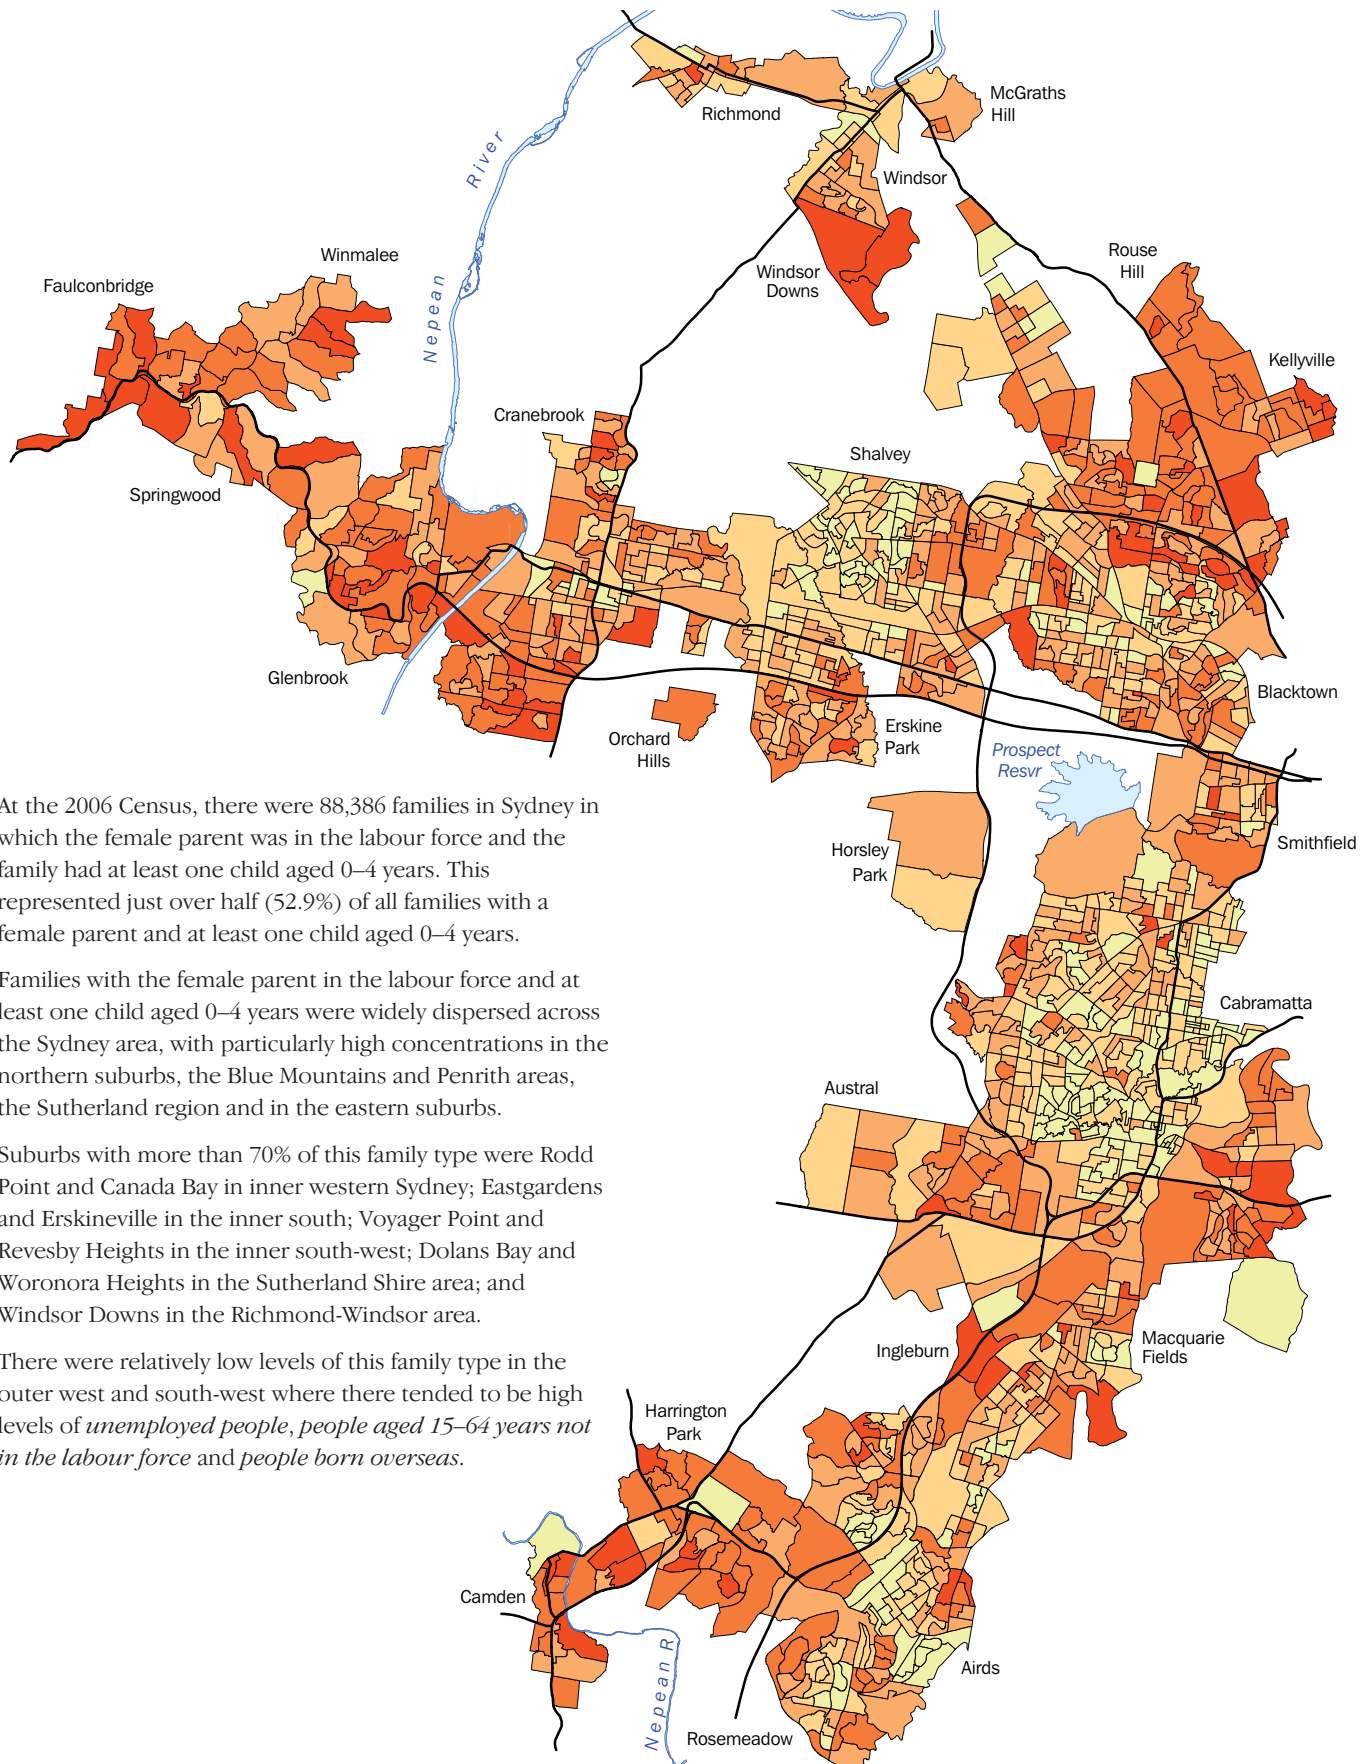 McGraths
Hill
Richmond
River
Windsor
Winmalee
Rouse
Hill
Windsor
Downs
Faulconbridge
Nepean
Kellyville
Cranebrook
Shalvey
Springwood
Glenbrook
Blacktown
Orchard
Hills
Erskine
Park
Prospect
Resvr
At the 2006 Census, there were 88,386 families in Sydney in
which the female parent was in the labour force and the
family had at least one child aged 0–4 years. This
represented just over half (52.9%) of all families with a
female parent and at least one child aged 0–4 years.
Smithfield
Horsley
Park
Families with the female parent in the labour force and at
least one child aged 0–4 years were widely dispersed across
the Sydney area, with particularly high concentrations in the
northern suburbs, the Blue Mountains and Penrith areas,
the Sutherland region and in the eastern suburbs.
Cabramatta
Austral
Suburbs with more than 70% of this family type were Rodd
Point and Canada Bay in inner western Sydney; Eastgardens
and Erskineville in the inner south; Voyager Point and
Revesby Heights in the inner south-west; Dolans Bay and
Woronora Heights in the Sutherland Shire area; and
Windsor Downs in the Richmond-Windsor area.
Macquarie
Fields
Ingleburn
There were relatively low levels of this family type in the
outer west and south-west where there tended to be high
levels of unemployed people, people aged 15–64 years not
in the labour force and people born overseas.
Harrington
Park
Camden
Airds
Nepean R
Rosemeadow